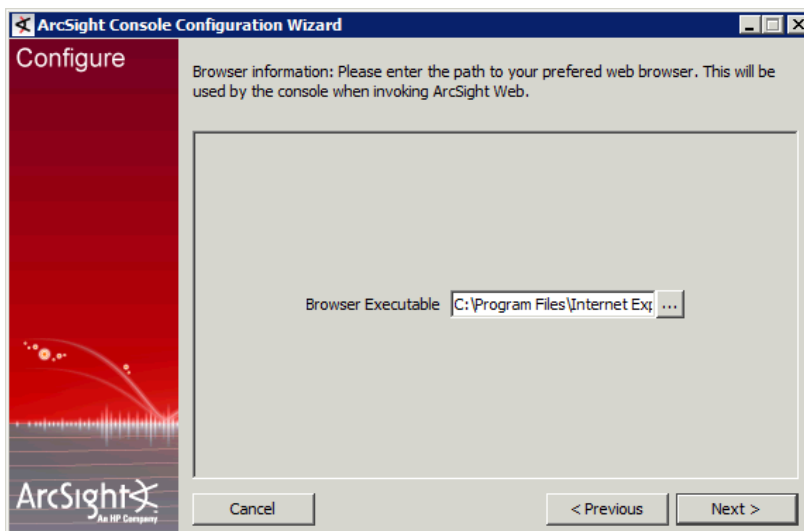 ArcSight Console Configuration Wizard
Configure
Browser information: Please enter the path to your prefered web browser. This will be
used by the console when invoking ArcSight Web.
Browser Executable C:\Program Files\Internet Exp ...
ArcSight
An HP Company
Cancel < Previous Next >